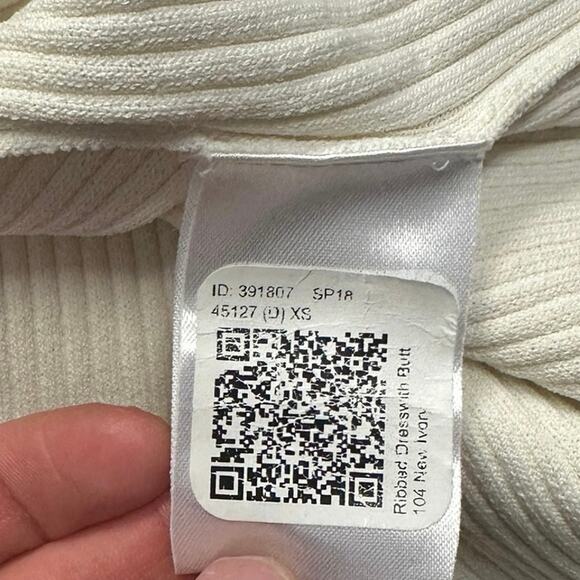 ID: 391807 SP18
45127 (D) XS
Ribbed Dresswith Butt
104 New Ivory